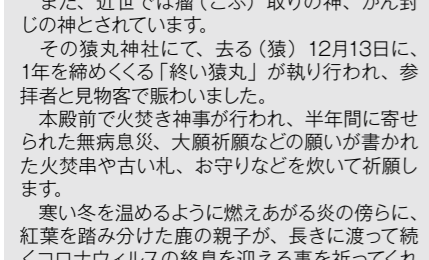 また、近世では瘤（こぶ）取りの神、がん封
じの神とされています。
その猿丸神社にて、去る（猿）12月13日に、
1年を締めくくる「終い猿丸」が執り行われ、参
拝者と見物客で賑わいました。
本殿前で火焚き神事が行われ、半年間に寄せ
られた無病息災、大願祈願などの願いが書かれ
た火焚串や古い札、お守りなどを炊いて祈願し
ます。
寒い冬を温めるように燃えあがる炎の傍らに、
紅葉を踏み分けた鹿の親子が、長きに渡って続
くコロナウィルスの終息を迎える事を祈ってくれ